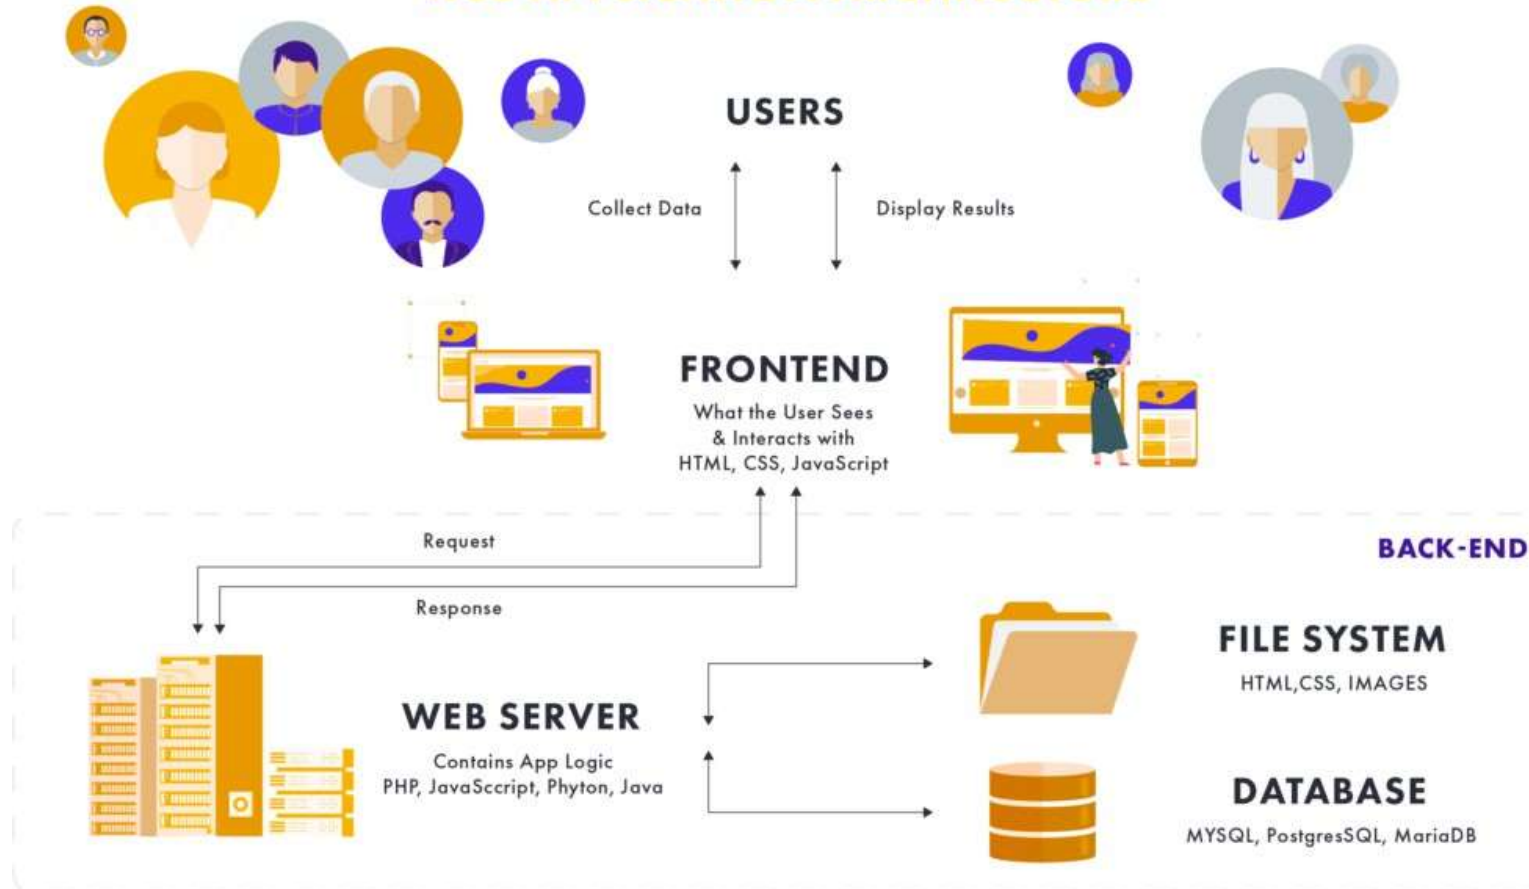 USERS
Collect Data
Display Results
FRONTEND
What the User Sees
& Interacts with
HTML, CSS, JavaScript
Request
BACK-END
Response
FILE SYSTEM
HTML,CSS, IMAGES
WEB SERVER
Contains App Logic
PHP, JavaSccript, Phyton, Java
DATABASE
MYSQL, PostgresSQL, MariaDB